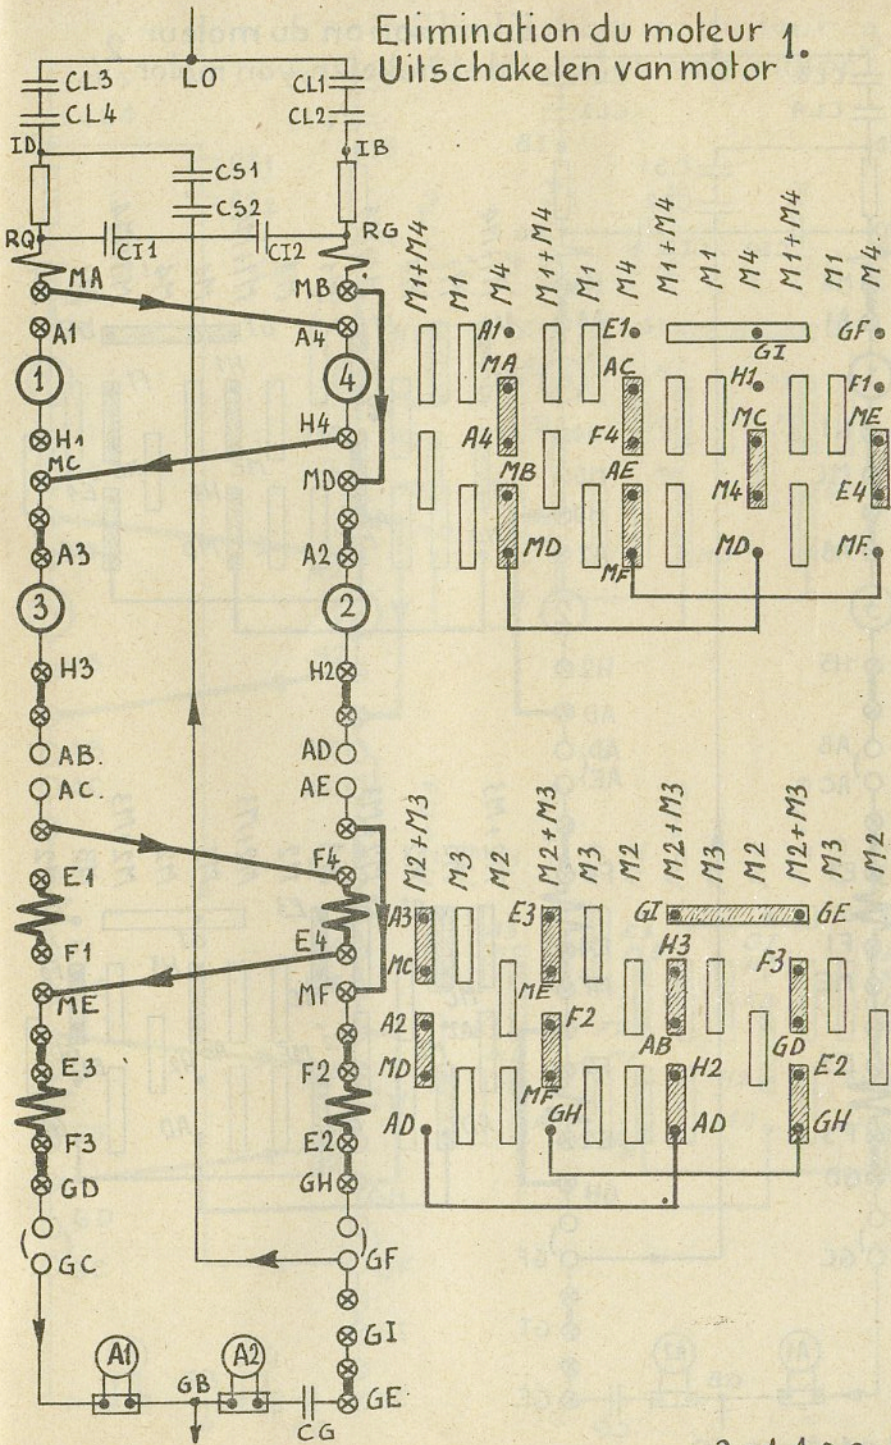 Elimination du moteur 1.
Uitschakelen van motor
LO
CL3
CL1
CL4
CL2
ID
IB
CS1
CS2
RQ
CI1
CI2
RG
MA
MB
A1
A4
1
4
H1
H4
MC
MD
A3
A2
3
2
H3
H2
AB.
AD
AC.
AE
F4
E1
F1
E4
ME
MF
E3
F2
F3
E2
GD
GH
GC
GF
GI
A1
A2
GB
CG
GE
M1+M4 M1 M4 M1+M4 M1 M4 M1+M4 M1 M4 M1+M4 M1 M4.
A1 E1 GI GF
MA AC H1 F1
MC ME
A4 F4
MB AE M4 E4
MD MF MD MF.
M2+M3 M3 M2 M2+M3 M3 M2 M2+M3 M3 M2 M2+M3 M3 M2
A3 E3 GI GE
MC ME H3 F3
A2 F2 AB GD
MD MF H2 E2
AD GH AD GH